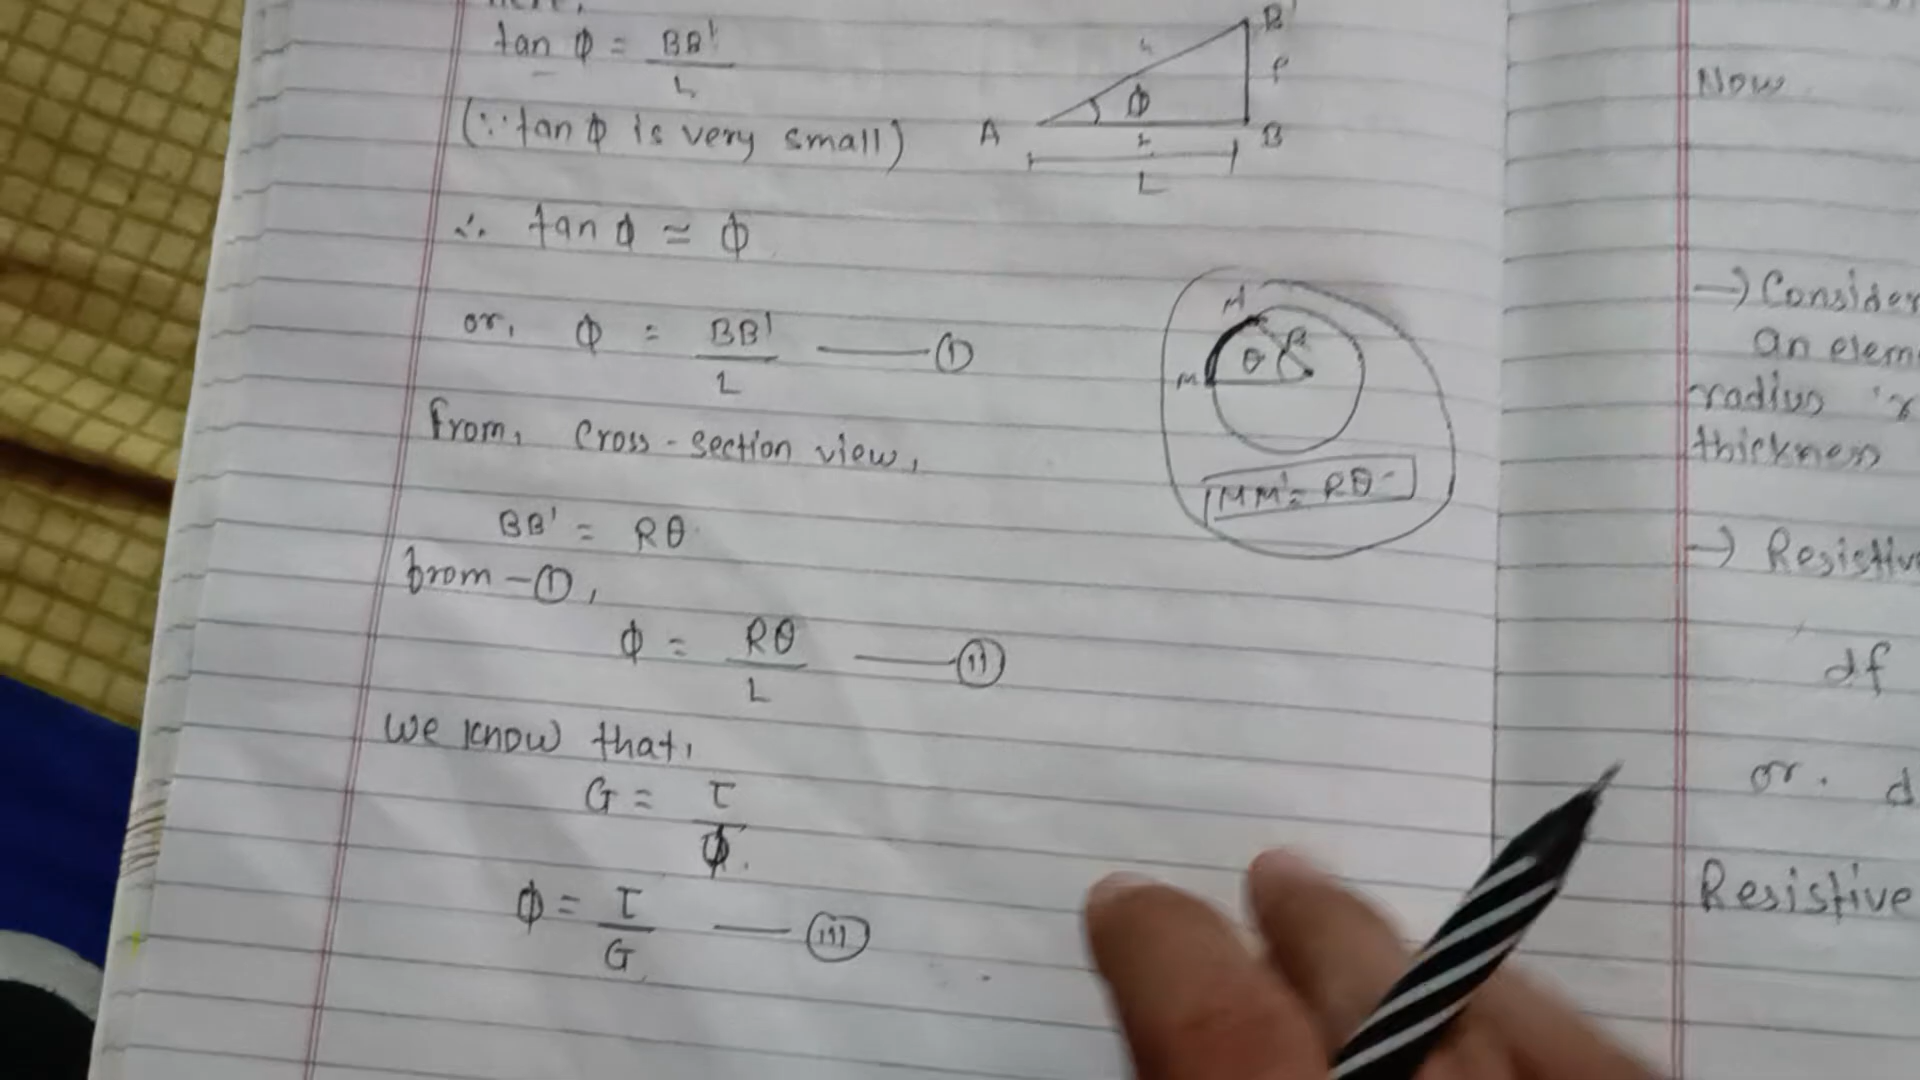 tan ϕ = BB'
L
(∵ tan ϕ is very small)
∴ tan ϕ ≃ ϕ
or, ϕ = BB' —— (I)
L
From, cross-section view,
BB' = Rθ
from - (I),
ϕ = Rθ —— (II)
L
We know that,
G = τ
ϕ.
ϕ = τ —— (III)
G
B'
h
P
ϕ
A
B
L
M'
R
θ
M
MM' = Rθ
Now
→ Consider
an elem
radius 'r
thickness
→ Resistiv
df
or. d
Resistive